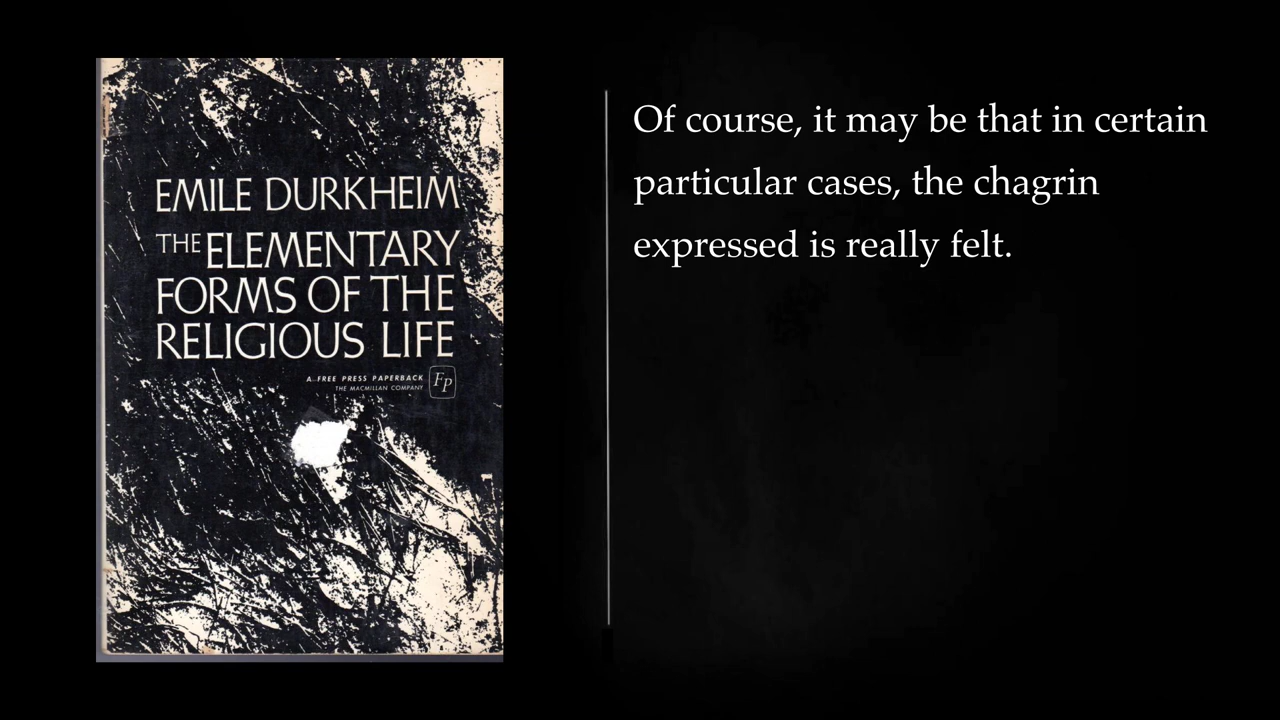 EMILE DURKHEIM
THE ELEMENTARY
FORMS OF THE
RELIGIOUS LIFE
A FREE PRESS PAPERBACK
THE MACMILLAN COMPANY
FP
Of course, it may be that in certain
particular cases, the chagrin
expressed is really felt.